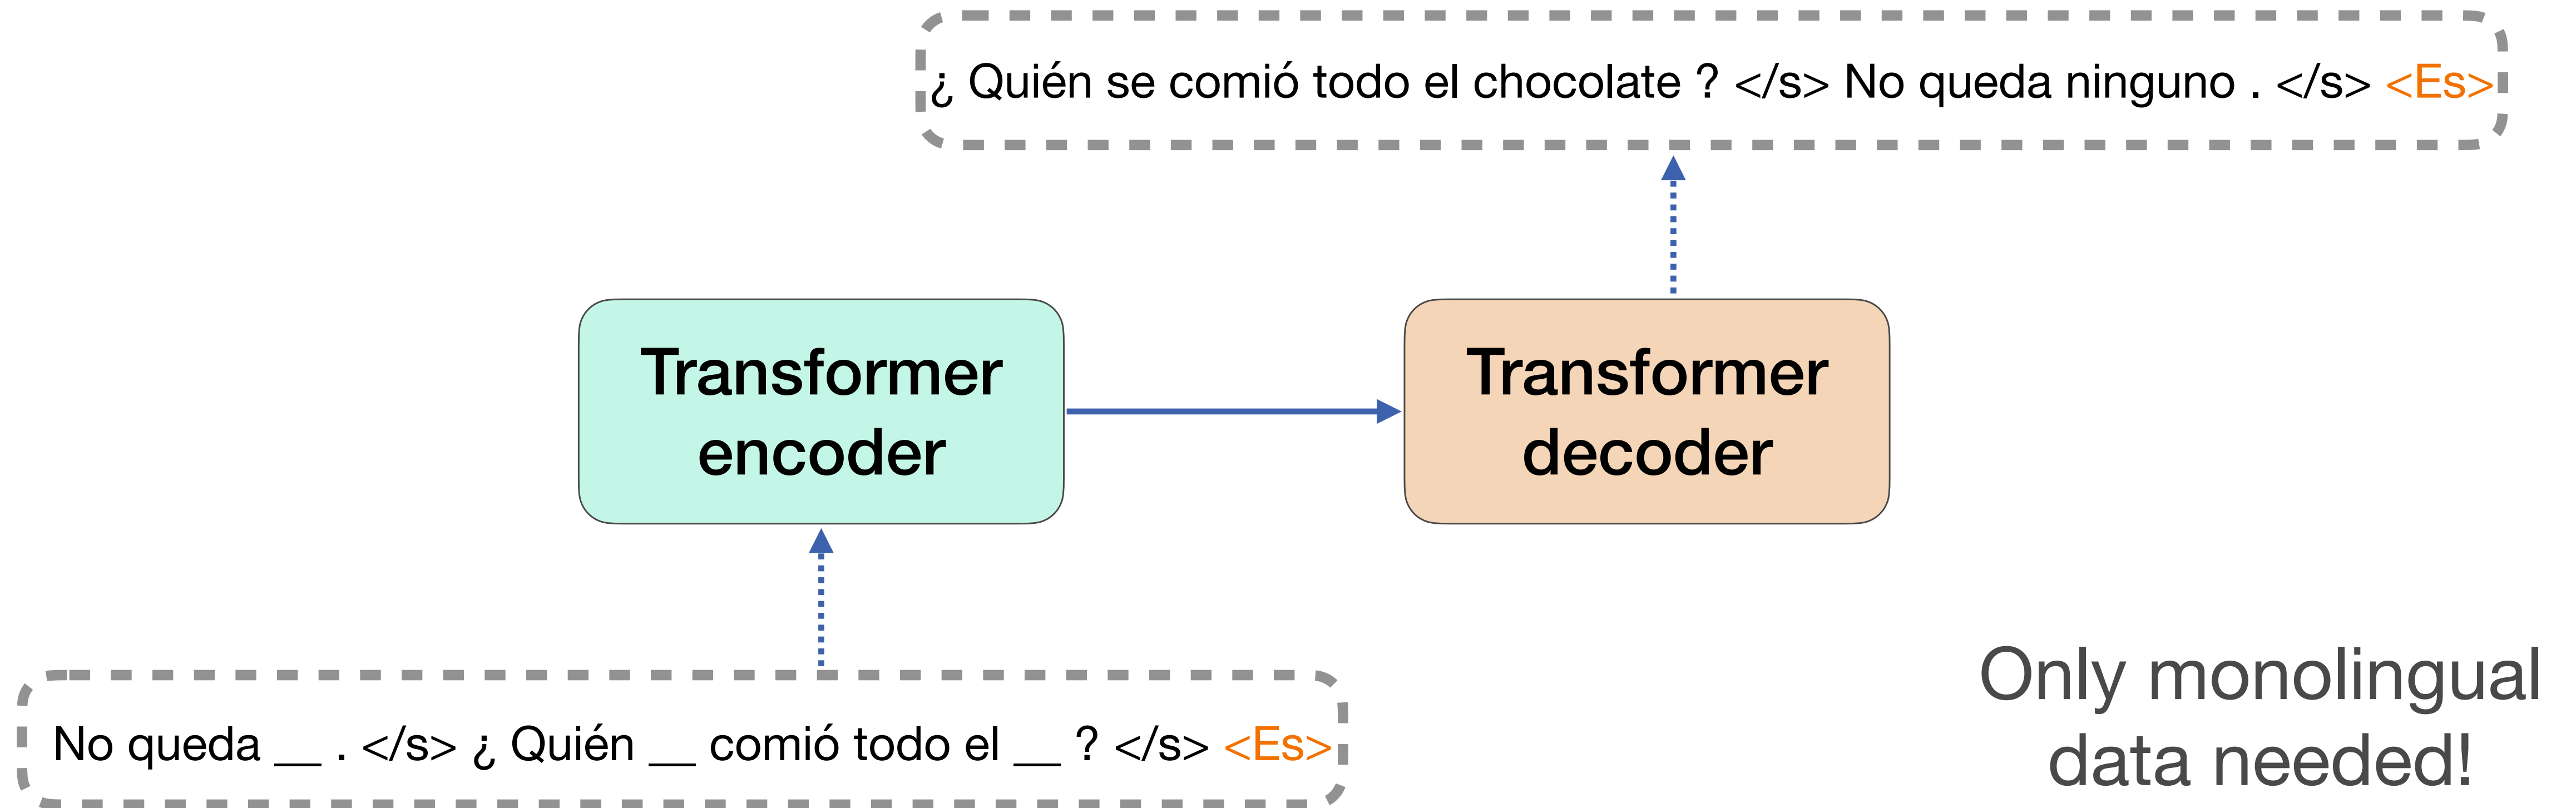 ¿ Quién se comió todo el chocolate ? </s> No queda ninguno . </s> <Es>
Transformer
encoder
Transformer
decoder
No queda __ . </s> ¿ Quién __ comió todo el __ ? </s> <Es>
Only monolingual
data needed!